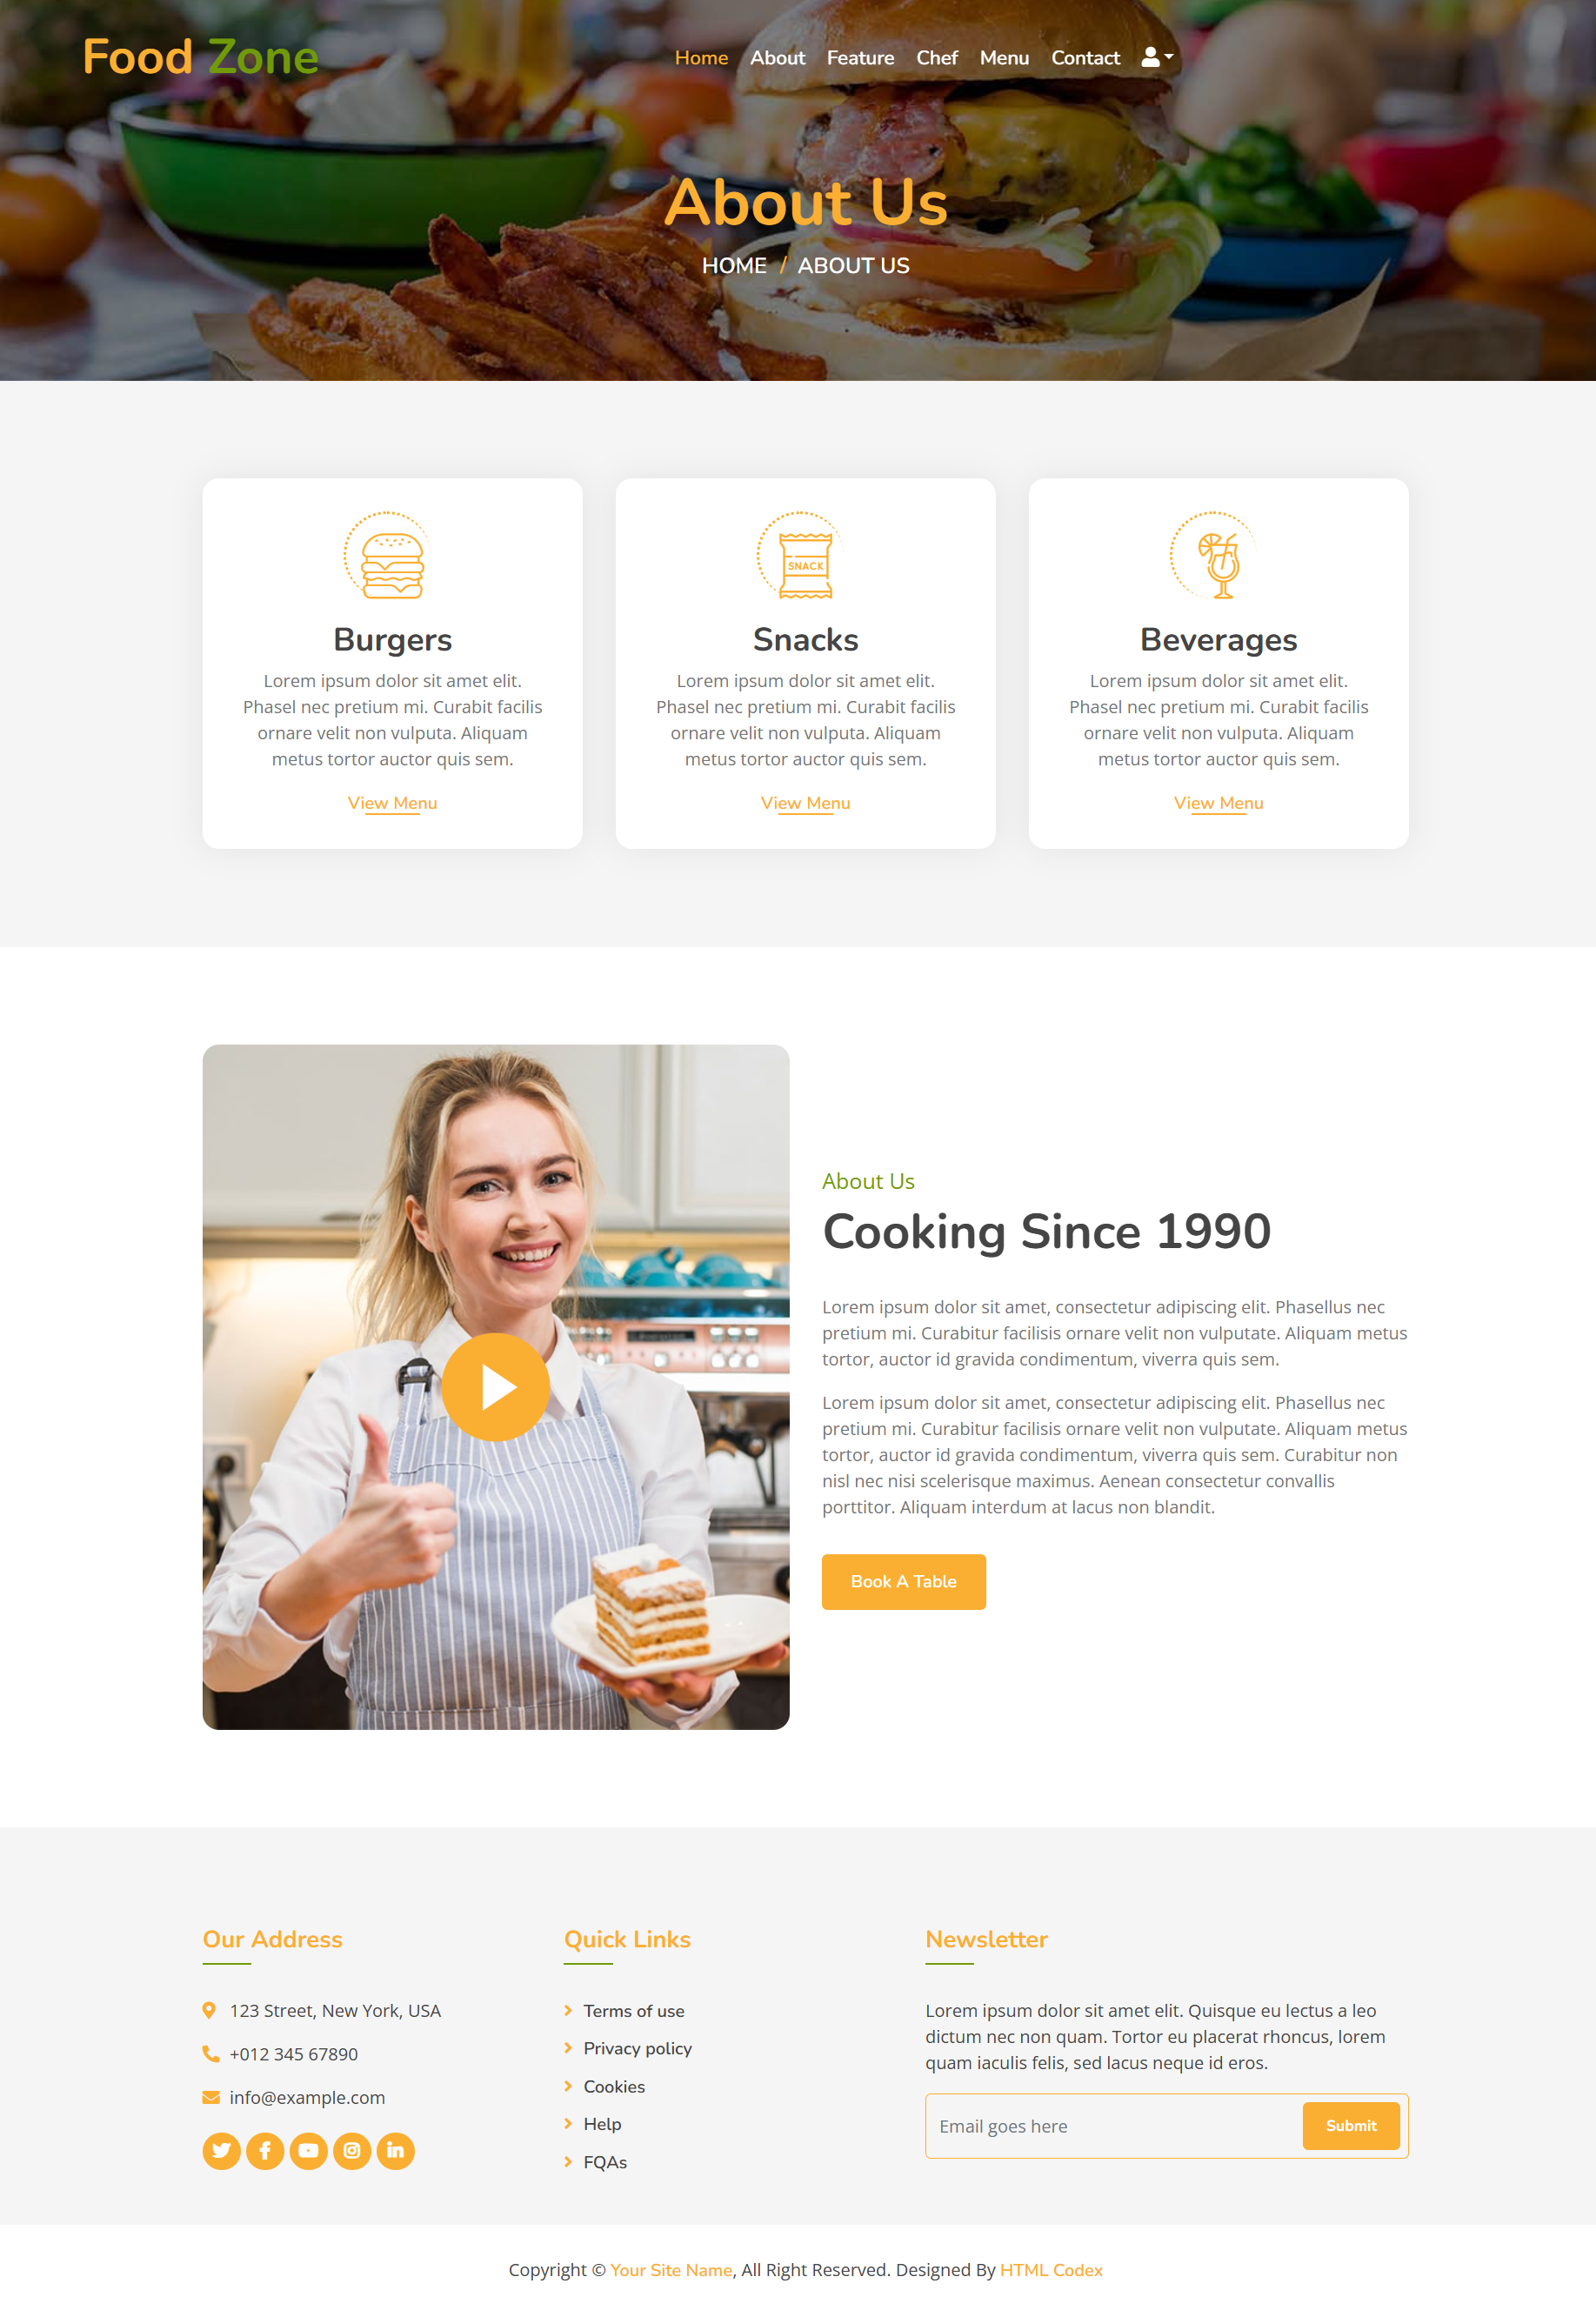 Food Zone
Home About Feature Chef Menu Contact
About Us
HOME / ABOUT US
SNACK
Burgers
Lorem ipsum dolor sit amet elit.
Phasel nec pretium mi. Curabit facilis
ornare velit non vulputa. Aliquam
metus tortor auctor quis sem.
View Menu
Snacks
Lorem ipsum dolor sit amet elit.
Phasel nec pretium mi. Curabit facilis
ornare velit non vulputa. Aliquam
metus tortor auctor quis sem.
View Menu
Beverages
Lorem ipsum dolor sit amet elit.
Phasel nec pretium mi. Curabit facilis
ornare velit non vulputa. Aliquam
metus tortor auctor quis sem.
View Menu
About Us
Cooking Since 1990
Lorem ipsum dolor sit amet, consectetur adipiscing elit. Phasellus nec
pretium mi. Curabitur facilisis ornare velit non vulputate. Aliquam metus
tortor, auctor id gravida condimentum, viverra quis sem.
Lorem ipsum dolor sit amet, consectetur adipiscing elit. Phasellus nec
pretium mi. Curabitur facilisis ornare velit non vulputate. Aliquam metus
tortor, auctor id gravida condimentum, viverra quis sem. Curabitur non
nisl nec nisi scelerisque maximus. Aenean consectetur convallis
porttitor. Aliquam interdum at lacus non blandit.
Book A Table
Our Address
123 Street, New York, USA
+012 345 67890
info@example.com
Quick Links
Terms of use
Privacy policy
Cookies
Help
FQAs
Newsletter
Lorem ipsum dolor sit amet elit. Quisque eu lectus a leo
dictum nec non quam. Tortor eu placerat rhoncus, lorem
quam iaculis felis, sed lacus neque id eros.
Email goes here
Submit
Copyright © Your Site Name, All Right Reserved. Designed By HTML Codex